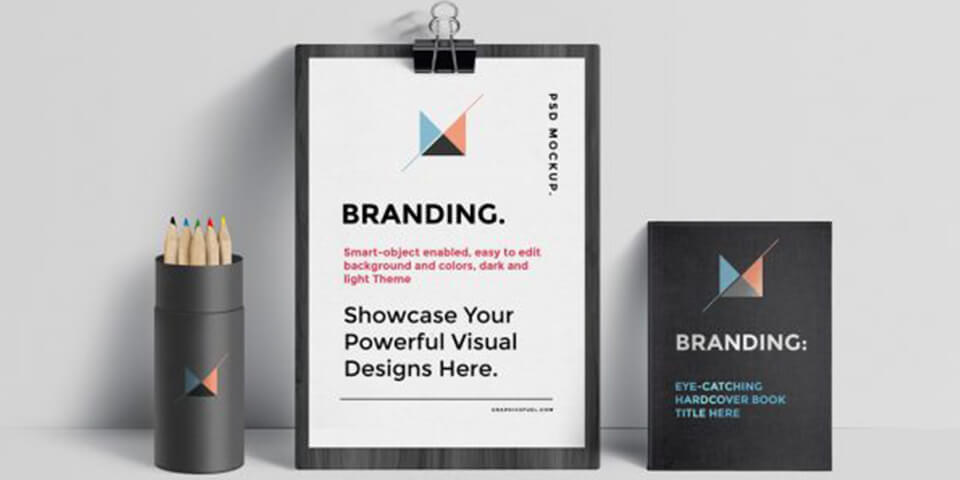 PSD MOCKUP.
BRANDING.
Smart-object enabled, easy to edit
background and colors, dark and
light Theme
Showcase Your
Powerful Visual
Designs Here.
GRAPHICSFUEL.COM
BRANDING:
EYE-CATCHING
HARDCOVER BOOK
TITLE HERE